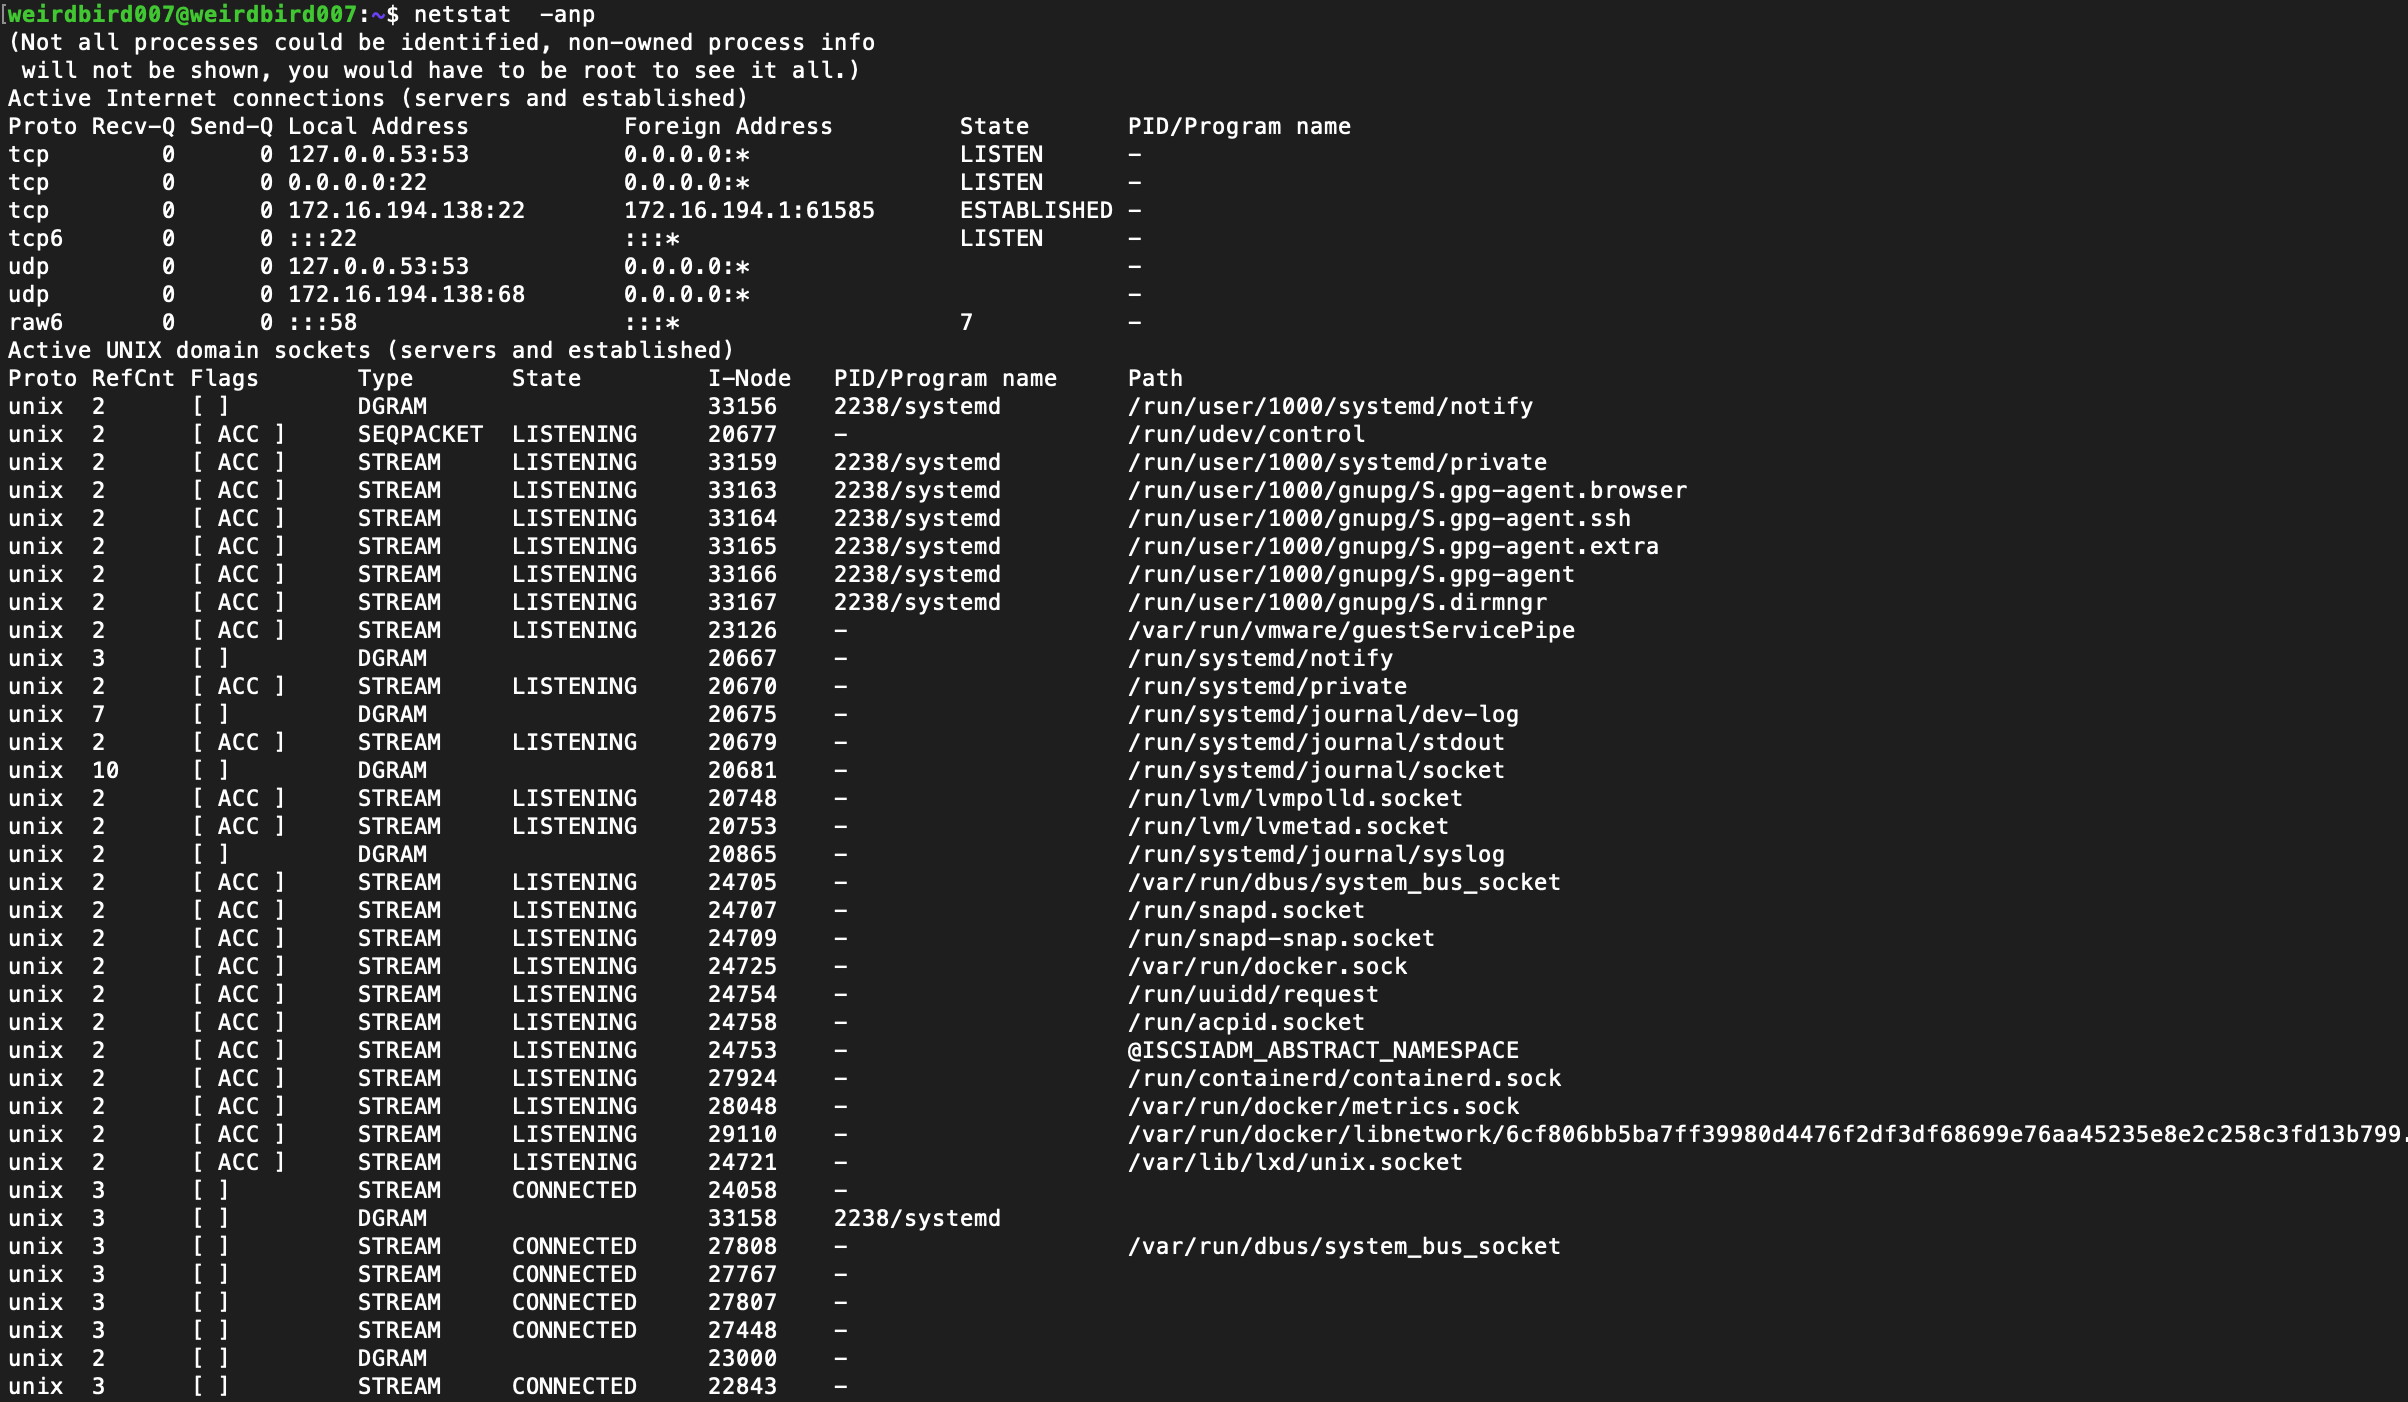 [weirdbird007@weirdbird007:~$ netstat  -anp
(Not all processes could be identified, non-owned process info
 will not be shown, you would have to be root to see it all.)
Active Internet connections (servers and established)
Proto Recv-Q Send-Q Local Address           Foreign Address         State       PID/Program name
tcp        0      0 127.0.0.53:53           0.0.0.0:*               LISTEN      -
tcp        0      0 0.0.0.0:22              0.0.0.0:*               LISTEN      -
tcp        0      0 172.16.194.138:22       172.16.194.1:61585      ESTABLISHED -
tcp6       0      0 :::22                   :::*                    LISTEN      -
udp        0      0 127.0.0.53:53           0.0.0.0:*                           -
udp        0      0 172.16.194.138:68       0.0.0.0:*                           -
raw6       0      0 :::58                   :::*                    7           -
Active UNIX domain sockets (servers and established)
Proto RefCnt Flags       Type       State         I-Node   PID/Program name     Path
unix  2      [ ]         DGRAM                    33156    2238/systemd         /run/user/1000/systemd/notify
unix  2      [ ACC ]     SEQPACKET  LISTENING     20677    -                    /run/udev/control
unix  2      [ ACC ]     STREAM     LISTENING     33159    2238/systemd         /run/user/1000/systemd/private
unix  2      [ ACC ]     STREAM     LISTENING     33163    2238/systemd         /run/user/1000/gnupg/S.gpg-agent.browser
unix  2      [ ACC ]     STREAM     LISTENING     33164    2238/systemd         /run/user/1000/gnupg/S.gpg-agent.ssh
unix  2      [ ACC ]     STREAM     LISTENING     33165    2238/systemd         /run/user/1000/gnupg/S.gpg-agent.extra
unix  2      [ ACC ]     STREAM     LISTENING     33166    2238/systemd         /run/user/1000/gnupg/S.gpg-agent
unix  2      [ ACC ]     STREAM     LISTENING     33167    2238/systemd         /run/user/1000/gnupg/S.dirmngr
unix  2      [ ACC ]     STREAM     LISTENING     23126    -                    /var/run/vmware/guestServicePipe
unix  3      [ ]         DGRAM                    20667    -                    /run/systemd/notify
unix  2      [ ACC ]     STREAM     LISTENING     20670    -                    /run/systemd/private
unix  7      [ ]         DGRAM                    20675    -                    /run/systemd/journal/dev-log
unix  2      [ ACC ]     STREAM     LISTENING     20679    -                    /run/systemd/journal/stdout
unix  10     [ ]         DGRAM                    20681    -                    /run/systemd/journal/socket
unix  2      [ ACC ]     STREAM     LISTENING     20748    -                    /run/lvm/lvmpolld.socket
unix  2      [ ACC ]     STREAM     LISTENING     20753    -                    /run/lvm/lvmetad.socket
unix  2      [ ]         DGRAM                    20865    -                    /run/systemd/journal/syslog
unix  2      [ ACC ]     STREAM     LISTENING     24705    -                    /var/run/dbus/system_bus_socket
unix  2      [ ACC ]     STREAM     LISTENING     24707    -                    /run/snapd.socket
unix  2      [ ACC ]     STREAM     LISTENING     24709    -                    /run/snapd-snap.socket
unix  2      [ ACC ]     STREAM     LISTENING     24725    -                    /var/run/docker.sock
unix  2      [ ACC ]     STREAM     LISTENING     24754    -                    /run/uuidd/request
unix  2      [ ACC ]     STREAM     LISTENING     24758    -                    /run/acpid.socket
unix  2      [ ACC ]     STREAM     LISTENING     24753    -                    @ISCSIADM_ABSTRACT_NAMESPACE
unix  2      [ ACC ]     STREAM     LISTENING     27924    -                    /run/containerd/containerd.sock
unix  2      [ ACC ]     STREAM     LISTENING     28048    -                    /var/run/docker/metrics.sock
unix  2      [ ACC ]     STREAM     LISTENING     29110    -                    /var/run/docker/libnetwork/6cf806bb5ba7ff39980d4476f2df3df68699e76aa45235e8e2c258c3fd13b799.
unix  2      [ ACC ]     STREAM     LISTENING     24721    -                    /var/lib/lxd/unix.socket
unix  3      [ ]         STREAM     CONNECTED     24058    -
unix  3      [ ]         DGRAM                    33158    2238/systemd
unix  3      [ ]         STREAM     CONNECTED     27808    -                    /var/run/dbus/system_bus_socket
unix  3      [ ]         STREAM     CONNECTED     27767    -
unix  3      [ ]         STREAM     CONNECTED     27807    -
unix  3      [ ]         STREAM     CONNECTED     27448    -
unix  2      [ ]         DGRAM                    23000    -
unix  3      [ ]         STREAM     CONNECTED     22843    -